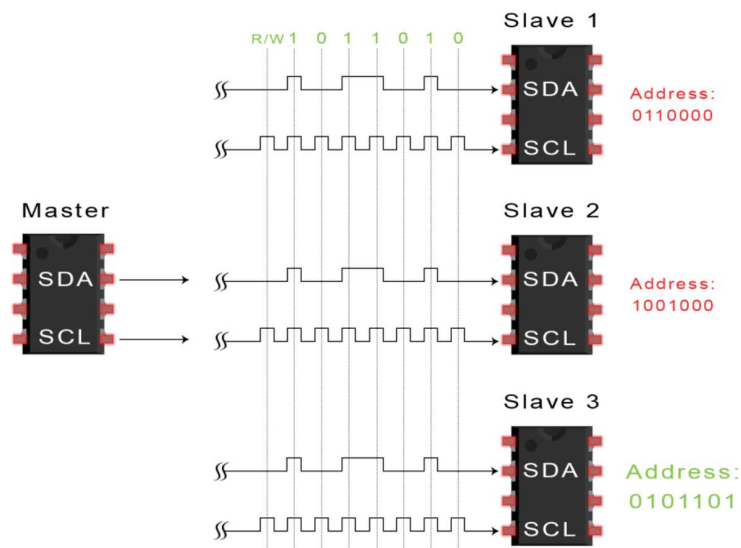 Slave 1
R/W 1 0 1 1 0 1 0
SDA
SCL
Address:
0110000
Master
SDA
SCL
Slave 2
SDA
SCL
Address:
1001000
Slave 3
SDA
SCL
Address:
0101101